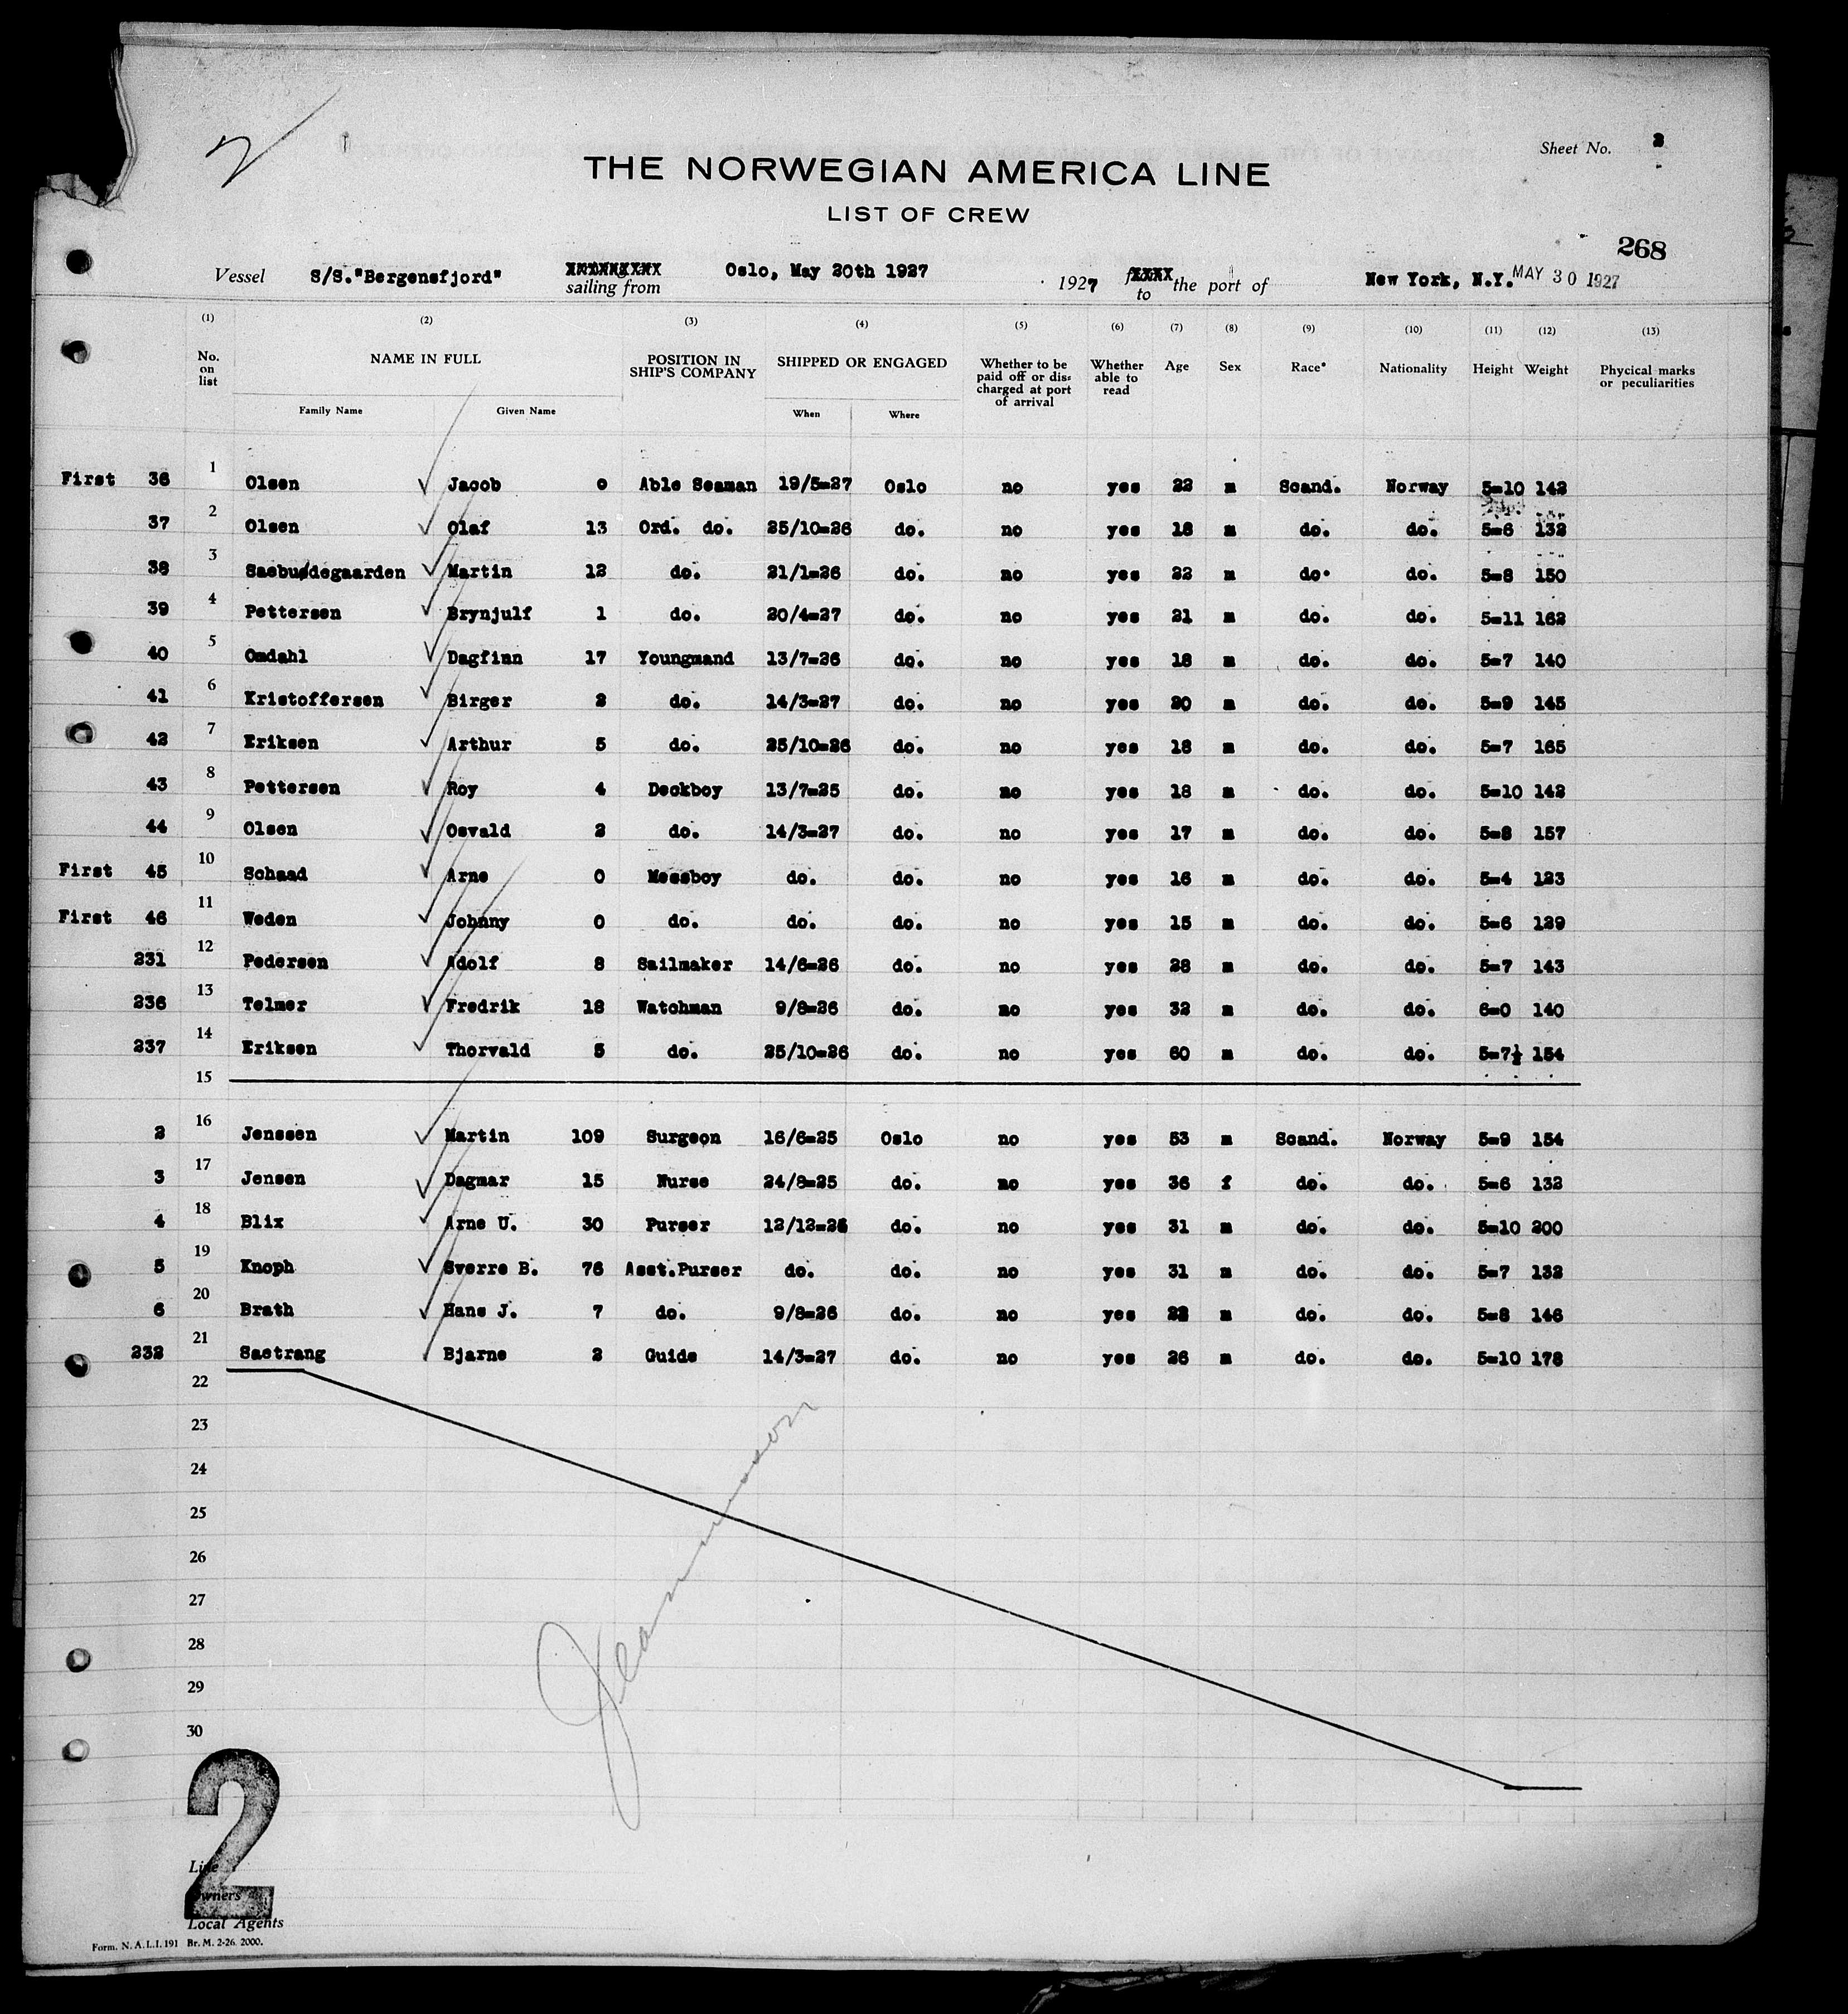 2
Sheet No. 2
THE NORWEGIAN AMERICA LINE
LIST OF CREW
268
Vessel S/S."Bergensfjord" sailing from Oslo, May 20th 1927 1927 to the port of New York, N.Y. MAY 30 1927
(1) (2) (3) (4) (5) (6) (7) (8) (9) (10) (11) (12) (13)
No. on list NAME IN FULL POSITION IN SHIP'S COMPANY SHIPPED OR ENGAGED Whether to be paid off or dis-charged at port of arrival Whether able to read Age Sex Race* Nationality Height Weight Phycical marks or peculiarities
Family Name Given Name When Where
First 36 1 Olsen Jacob 0 Able Seaman 19/5=27 Oslo no yes 22 m Scand. Norway 5=10 142
37 2 Olsen Olaf 13 Ord. do. 25/10=26 do. no yes 18 m do. do. 5=6 132
38 3 Saebuødegaarden Martin 12 do. 21/1=26 do. no yes 22 m do. do. 5=8 150
39 4 Pettersen Brynjulf 1 do. 20/4=27 do. no yes 21 m do. do. 5=11 162
40 5 Omdahl Dagfinn 17 Youngmand 13/7=26 do. no yes 18 m do. do. 5=7 140
41 6 Kristoffersen Birger 2 do. 14/3=27 do. no yes 20 m do. do. 5=9 145
42 7 Eriksen Arthur 5 do. 25/10=26 do. no yes 18 m do. do. 5=7 165
43 8 Pettersen Roy 4 Deckboy 13/7=25 do. no yes 18 m do. do. 5=10 142
44 9 Olsen Osvald 2 do. 14/3=27 do. no yes 17 m do. do. 5=8 157
First 45 10 Schaad Arne 0 Messboy do. do. no yes 16 m do. do. 5=4 123
First 46 11 Weden Johnny 0 do. do. do. no yes 15 m do. do. 5=6 129
231 12 Pedersen Adolf 8 Sailmaker 14/6=26 do. no yes 28 m do. do. 5=7 143
236 13 Telmer Fredrik 18 Watchman 9/8=26 do. no yes 32 m do. do. 6=0 140
237 14 Eriksen Thorvald 5 do. 25/10=26 do. no yes 60 m do. do. 5=7½ 154
15
2 16 Jenssen Martin 109 Surgeon 16/6=25 Oslo no yes 53 m Scand. Norway 5=9 154
3 17 Jensen Dagmar 15 Nurse 24/8=25 do. no yes 36 f do. do. 5=6 132
4 18 Blix Arne U. 30 Purser 12/12=26 do. no yes 31 m do. do. 5=10 200
5 19 Knoph Sverre B. 76 Asst.Purser do. do. no yes 31 m do. do. 5=7 132
6 20 Brath Hans J. 7 do. 9/8=26 do. no yes 22 m do. do. 5=8 146
232 21 Saetrang Bjarne 2 Guide 14/3=27 do. no yes 26 m do. do. 5=10 178
22
23
24
25
26
27
28
29
30
2
Line
Owners
Local Agents
Form. N. A. L. I. 191 Br. M. 2-26. 2000.